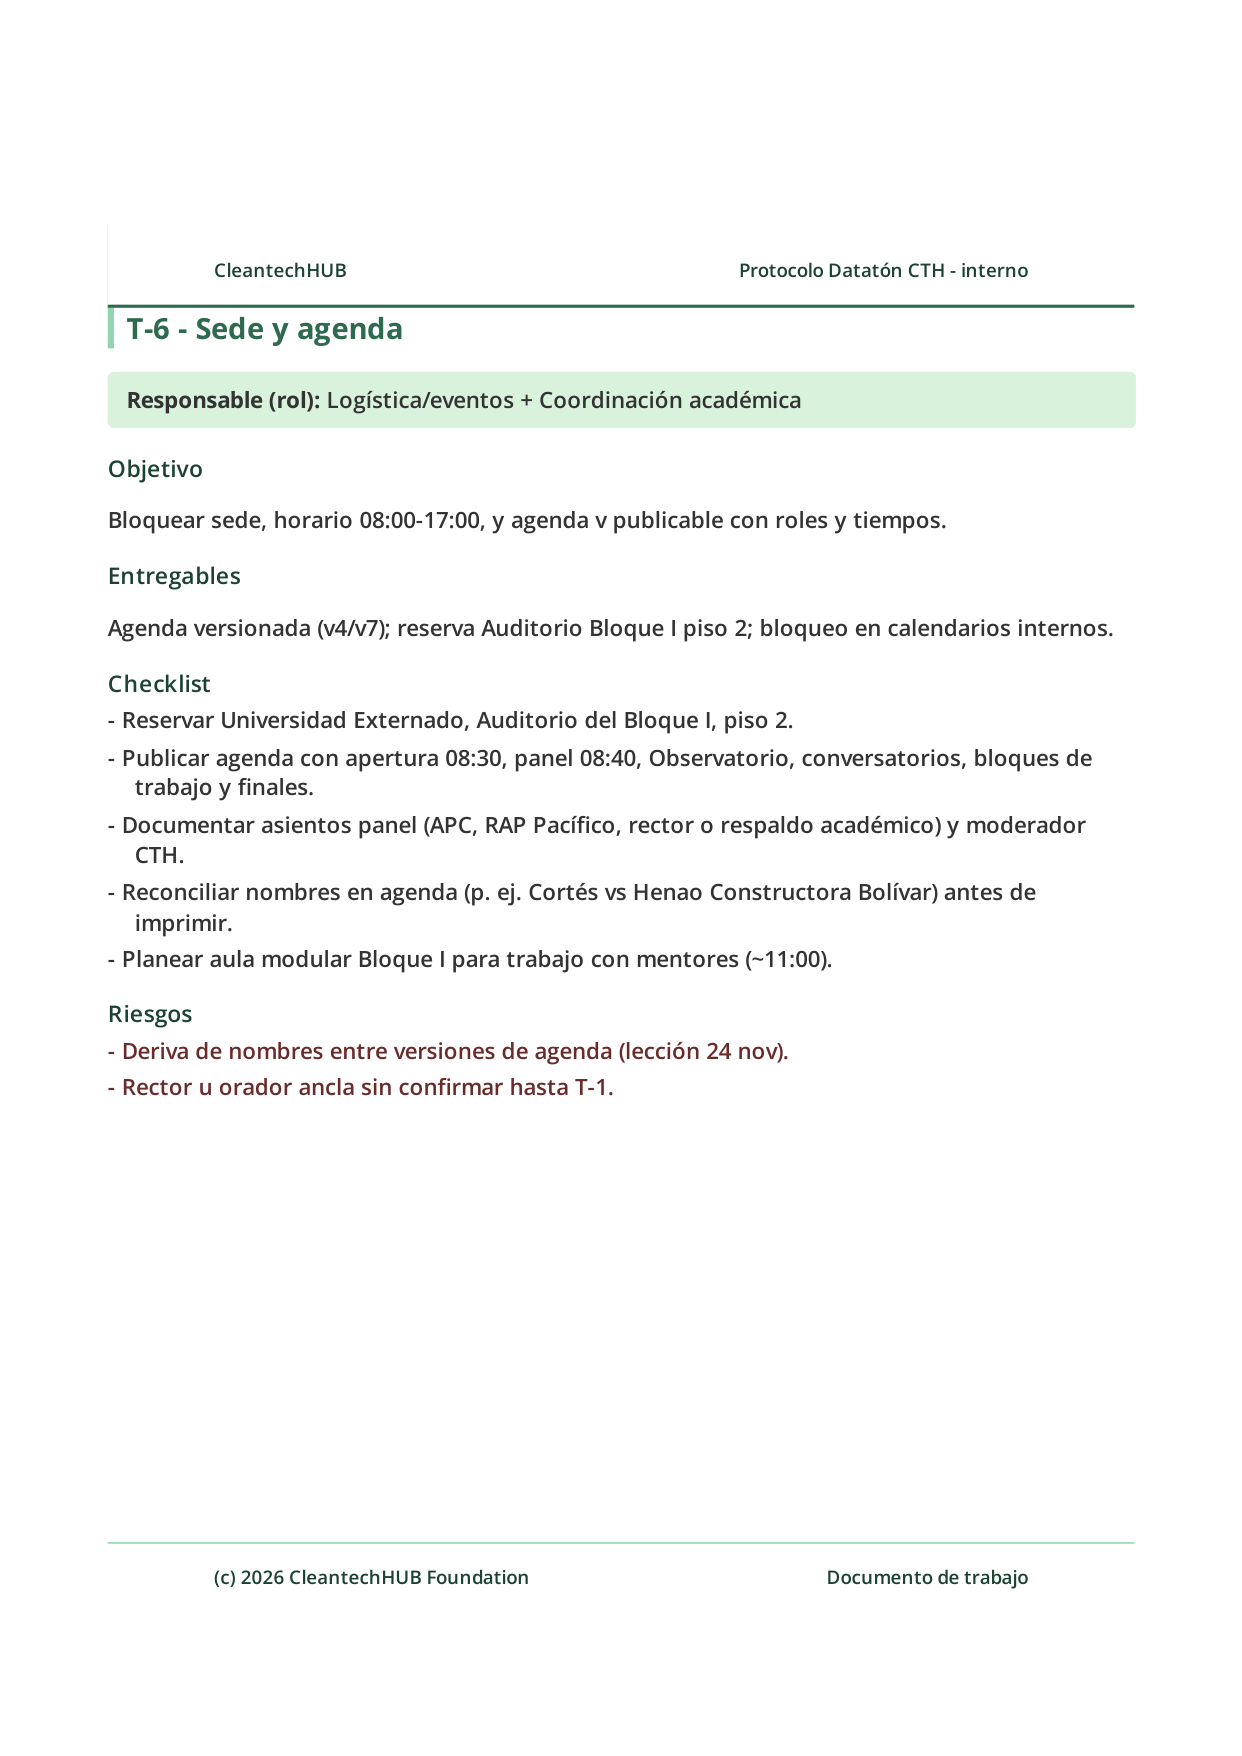 CleantechHUB
Protocolo Datatón CTH - interno
T-6 - Sede y agenda
Responsable (rol): Logística/eventos + Coordinación académica
Objetivo
Bloquear sede, horario 08:00-17:00, y agenda v publicable con roles y tiempos.
Entregables
Agenda versionada (v4/v7); reserva Auditorio Bloque I piso 2; bloqueo en calendarios internos.
Checklist
- Reservar Universidad Externado, Auditorio del Bloque I, piso 2.
- Publicar agenda con apertura 08:30, panel 08:40, Observatorio, conversatorios, bloques de
trabajo y finales.
- Documentar asientos panel (APC, RAP Pacífico, rector o respaldo académico) y moderador
CTH.
- Reconciliar nombres en agenda (p. ej. Cortés vs Henao Constructora Bolívar) antes de
imprimir.
- Planear aula modular Bloque I para trabajo con mentores (~11:00).
Riesgos
- Deriva de nombres entre versiones de agenda (lección 24 nov).
- Rector u orador ancla sin confirmar hasta T-1.
(c) 2026 CleantechHUB Foundation
Documento de trabajo